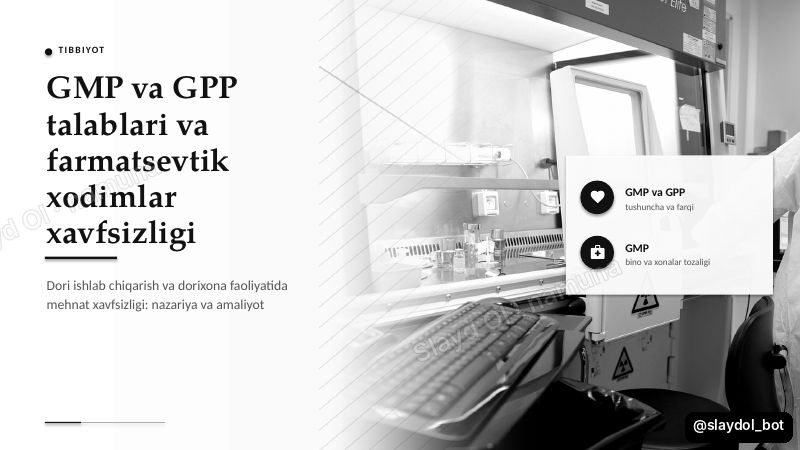 TIBBIYOT
GMP va GPP
talablari va
farmatsevtik
xodimlar
xavfsizligi
Dori ishlab chiqarish va dorixona faoliyatida
mehnat xavfsizligi: nazariya va amaliyot
GMP va GPP
tushuncha va farqi
GMP
bino va xonalar tozaligi
@slaydol_bot